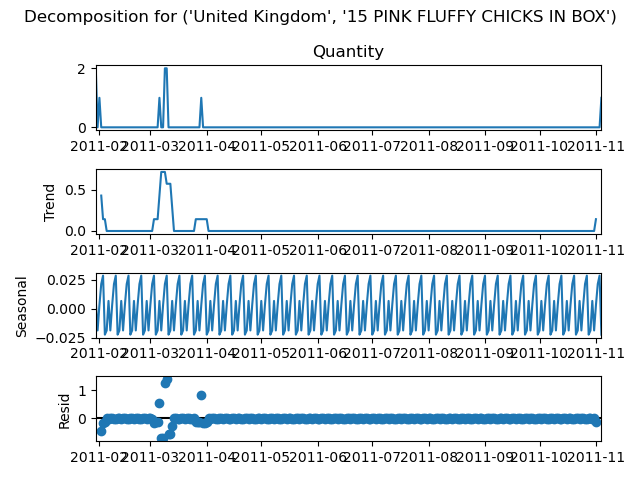 Decomposition for ('United Kingdom', '15 PINK FLUFFY CHICKS IN BOX')
Quantity
2
0
2011-02 2011-03 2011-04 2011-05 2011-06 2011-07 2011-08 2011-09 2011-10 2011-11
Trend
0.5
0.0
2011-02 2011-03 2011-04 2011-05 2011-06 2011-07 2011-08 2011-09 2011-10 2011-11
Seasonal
0.025
0.000
−0.025
2011-02 2011-03 2011-04 2011-05 2011-06 2011-07 2011-08 2011-09 2011-10 2011-11
Resid
1
0
2011-02 2011-03 2011-04 2011-05 2011-06 2011-07 2011-08 2011-09 2011-10 2011-11